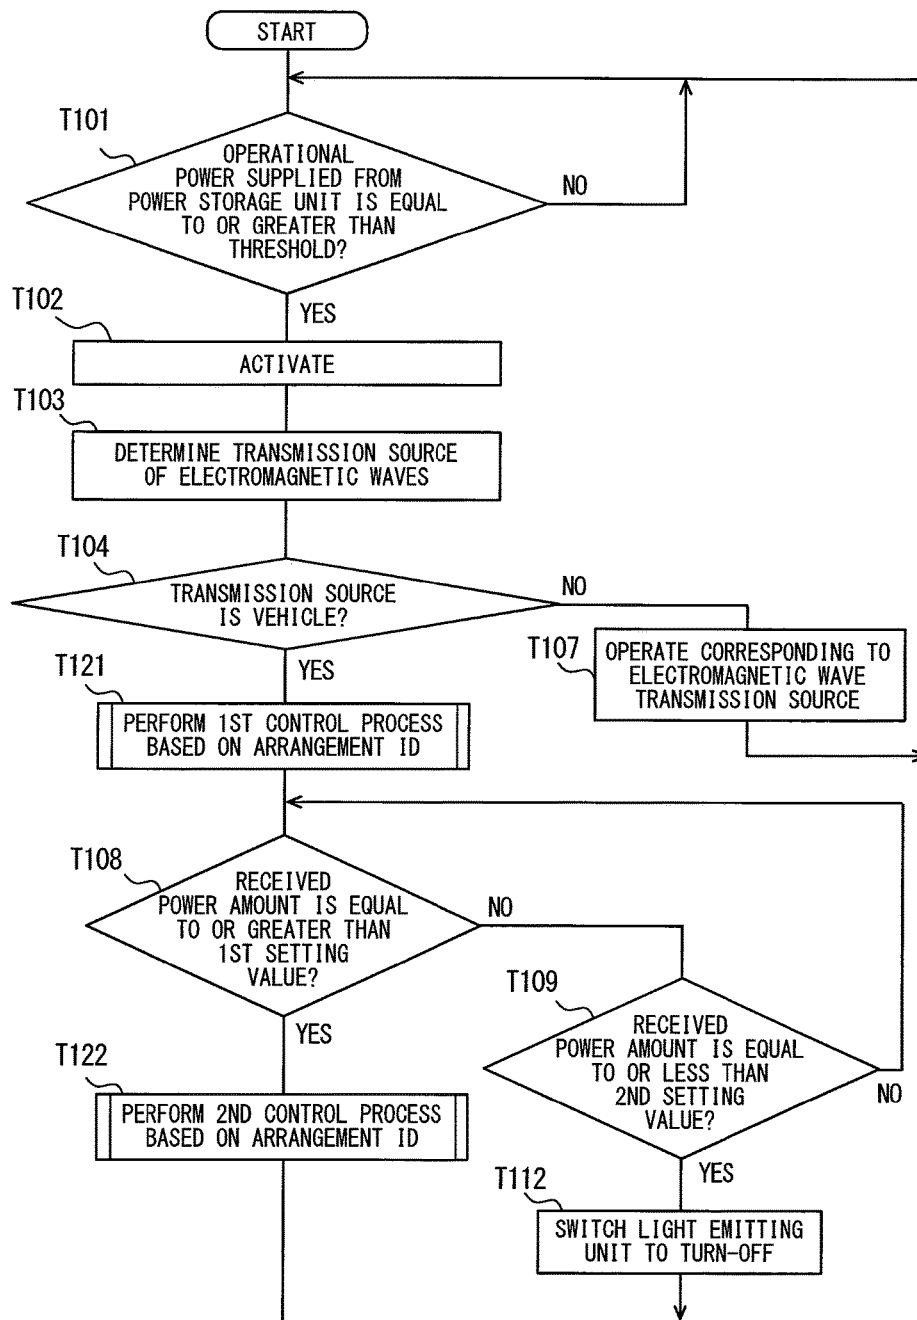 START
T101
OPERATIONAL
POWER SUPPLIED FROM
POWER STORAGE UNIT IS EQUAL
TO OR GREATER THAN
THRESHOLD?
NO
YES
T102
ACTIVATE
T103
DETERMINE TRANSMISSION SOURCE
OF ELECTROMAGNETIC WAVES
T104
TRANSMISSION SOURCE
IS VEHICLE?
NO
YES
T107
OPERATE CORRESPONDING TO
ELECTROMAGNETIC WAVE
TRANSMISSION SOURCE
T121
PERFORM 1ST CONTROL PROCESS
BASED ON ARRANGEMENT ID
T108
RECEIVED
POWER AMOUNT IS EQUAL
TO OR GREATER THAN
1ST SETTING
VALUE?
NO
YES
T109
RECEIVED
POWER AMOUNT IS EQUAL
TO OR LESS THAN
2ND SETTING
VALUE?
NO
YES
T122
PERFORM 2ND CONTROL PROCESS
BASED ON ARRANGEMENT ID
T112
SWITCH LIGHT EMITTING
UNIT TO TURN-OFF